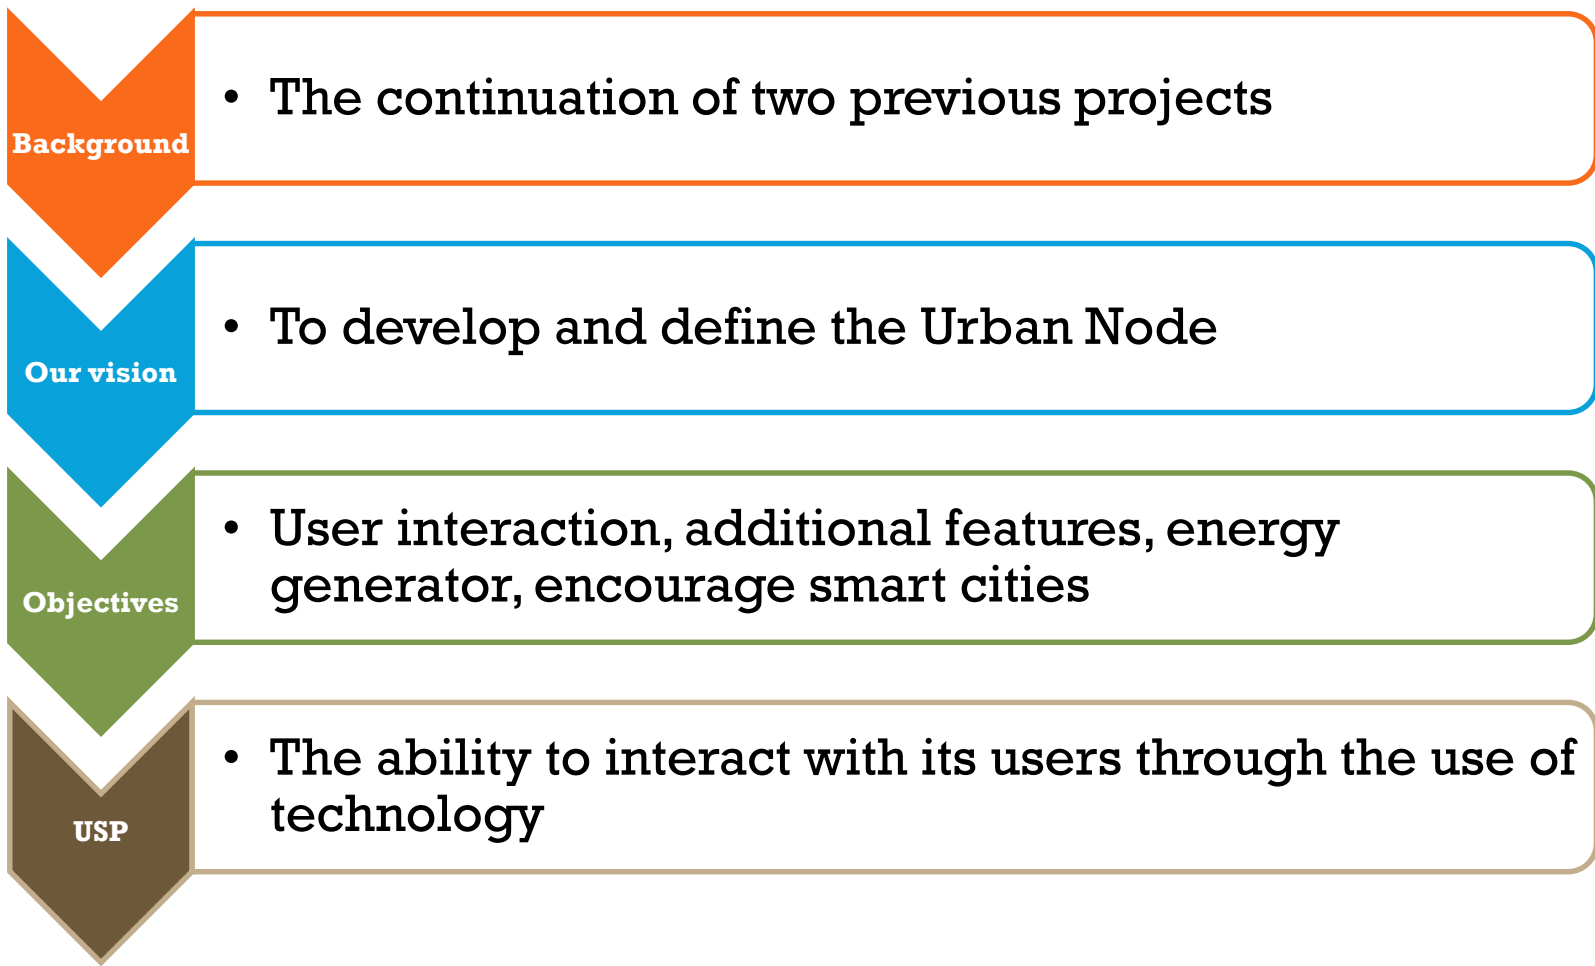 Background
• The continuation of two previous projects
Our vision
• To develop and define the Urban Node
Objectives
• User interaction, additional features, energy
generator, encourage smart cities
USP
• The ability to interact with its users through the use of
technology